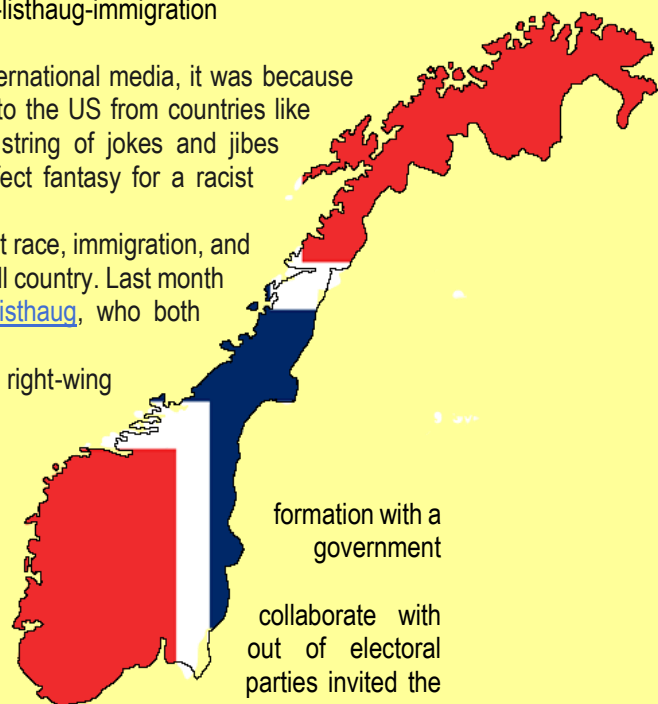 -listhaug-immigration
ternational media, it was because
to the US from countries like
string of jokes and jibes
fect fantasy for a racist
t race, immigration, and
ll country. Last month
isthaug, who both
right-wing
formation with a
government
collaborate with
out of electoral
parties invited the